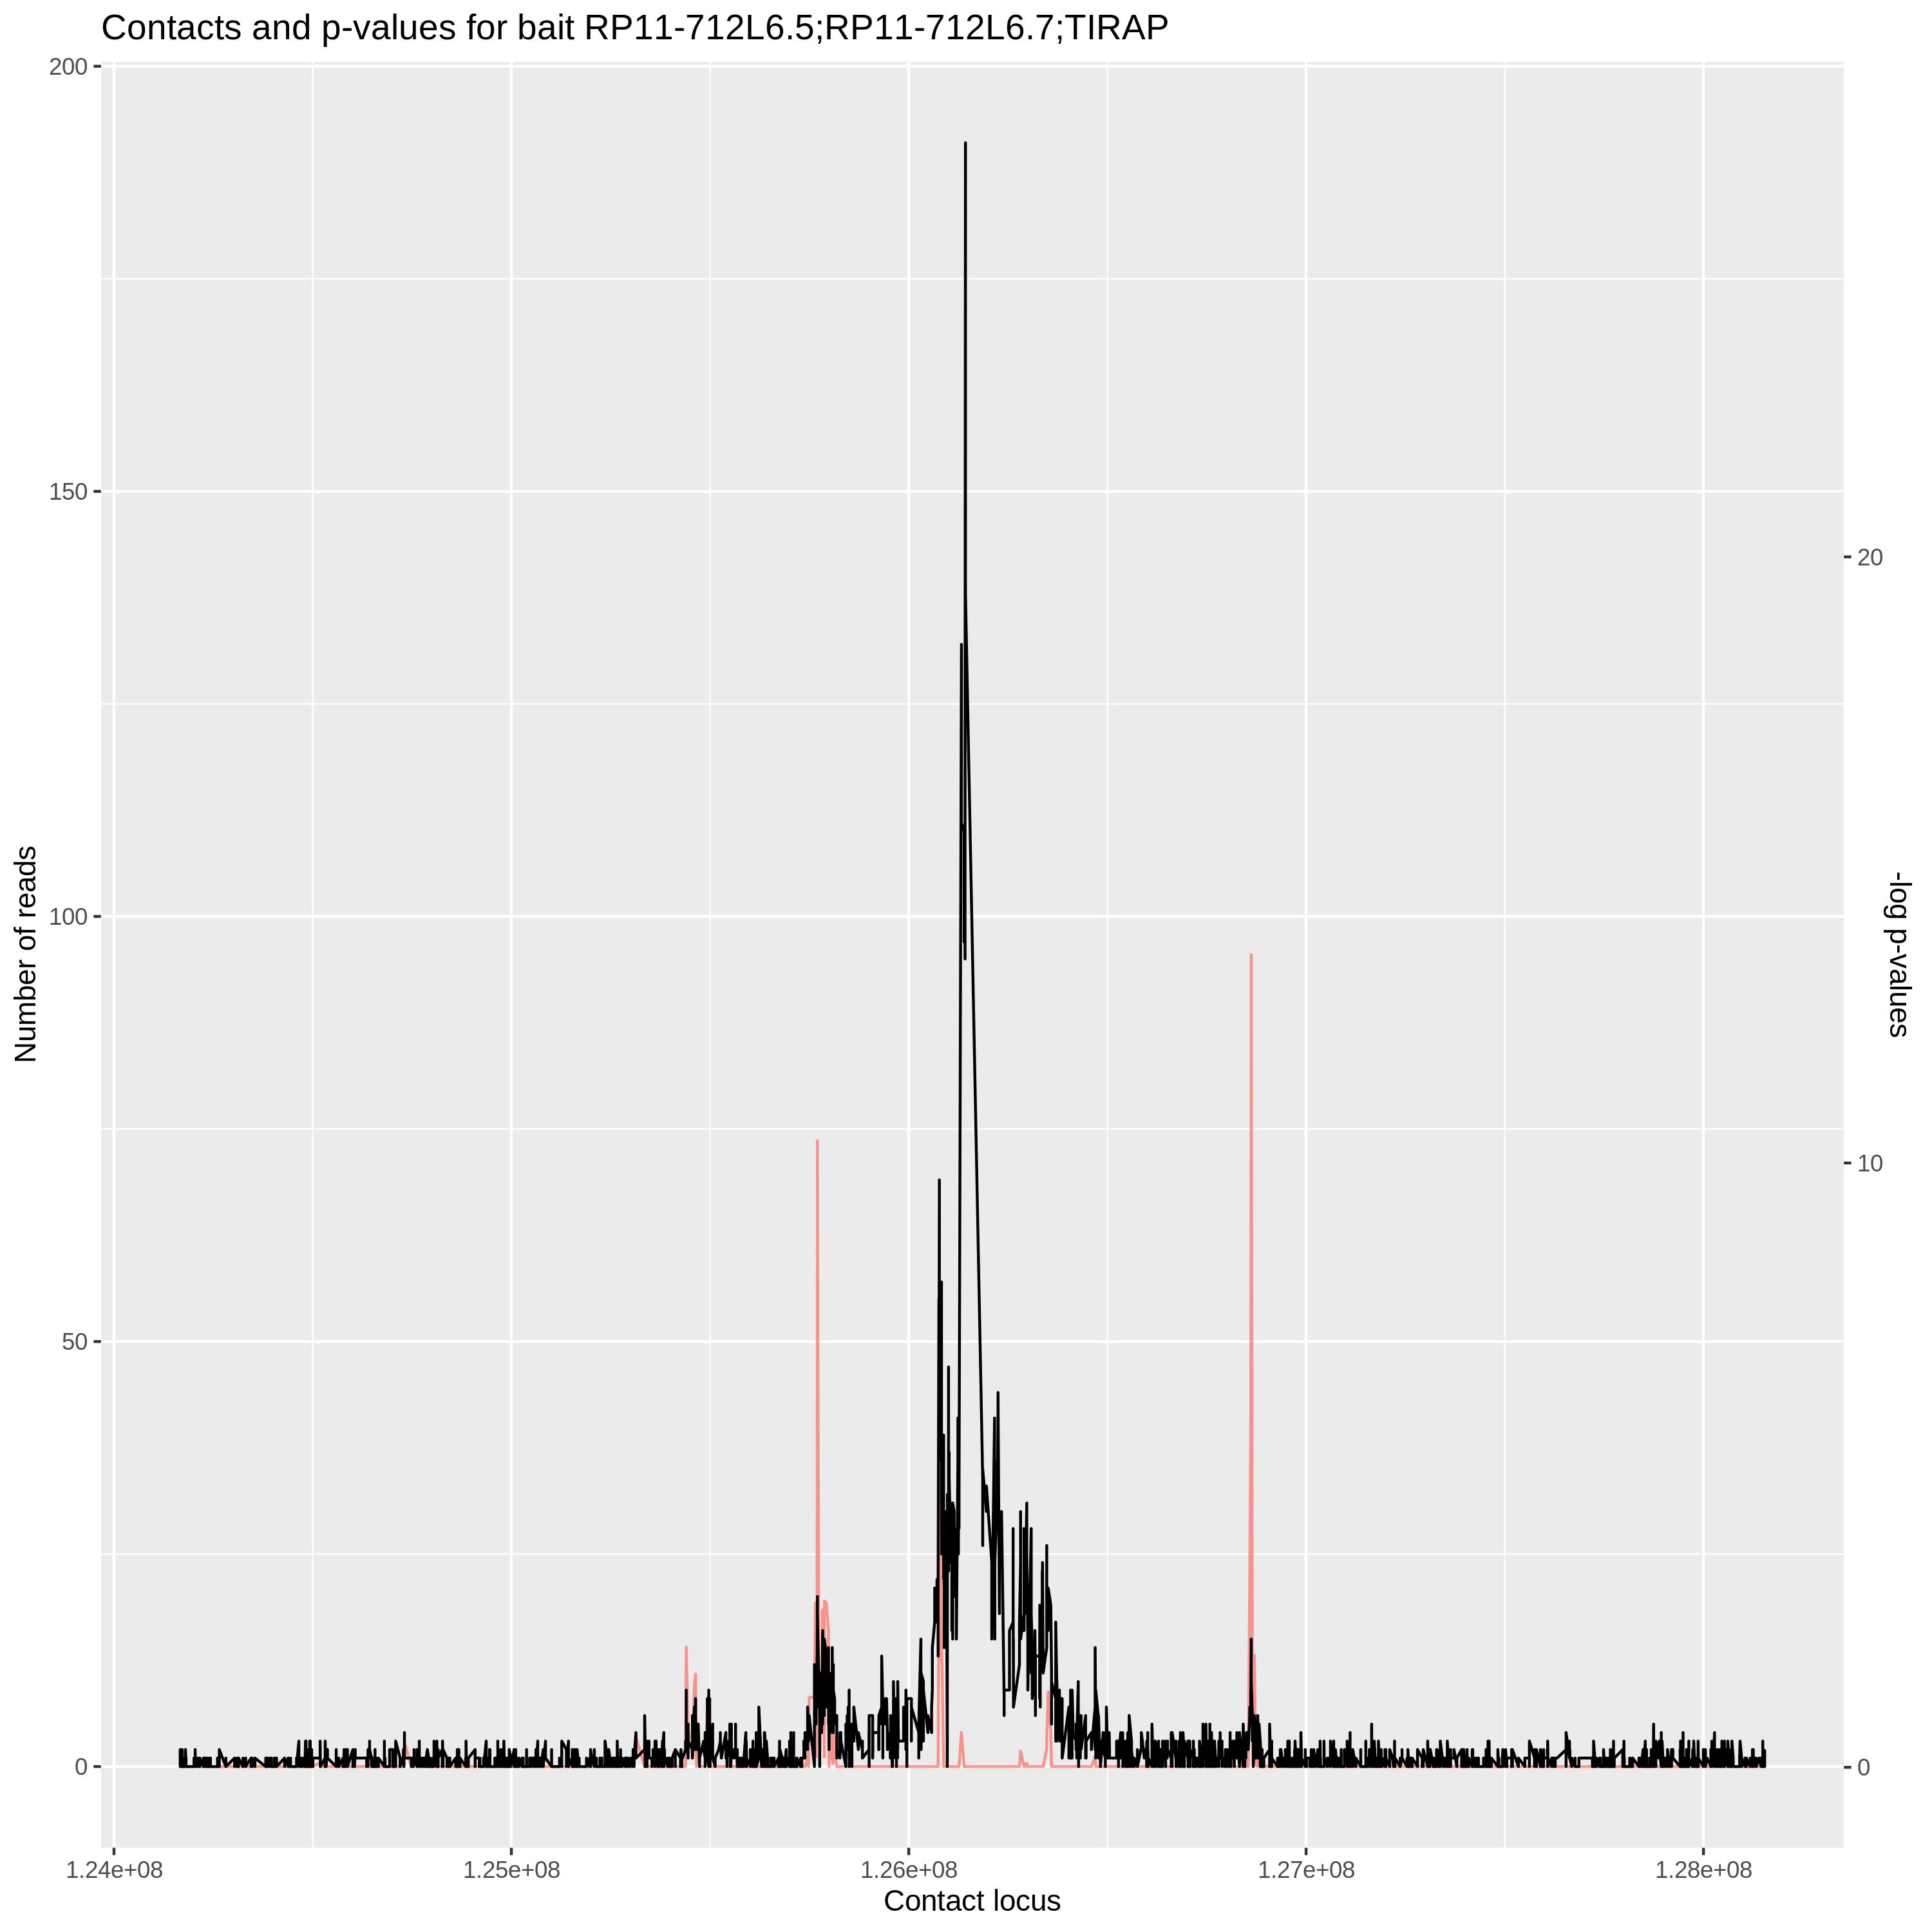 Contacts and p-values for bait RP11-712L6.5;RP11-712L6.7;TIRAP
200
150
100
50
0
Number of reads
20
10
0
-log p-values
1.24e+08
1.25e+08
1.26e+08
1.27e+08
1.28e+08
Contact locus